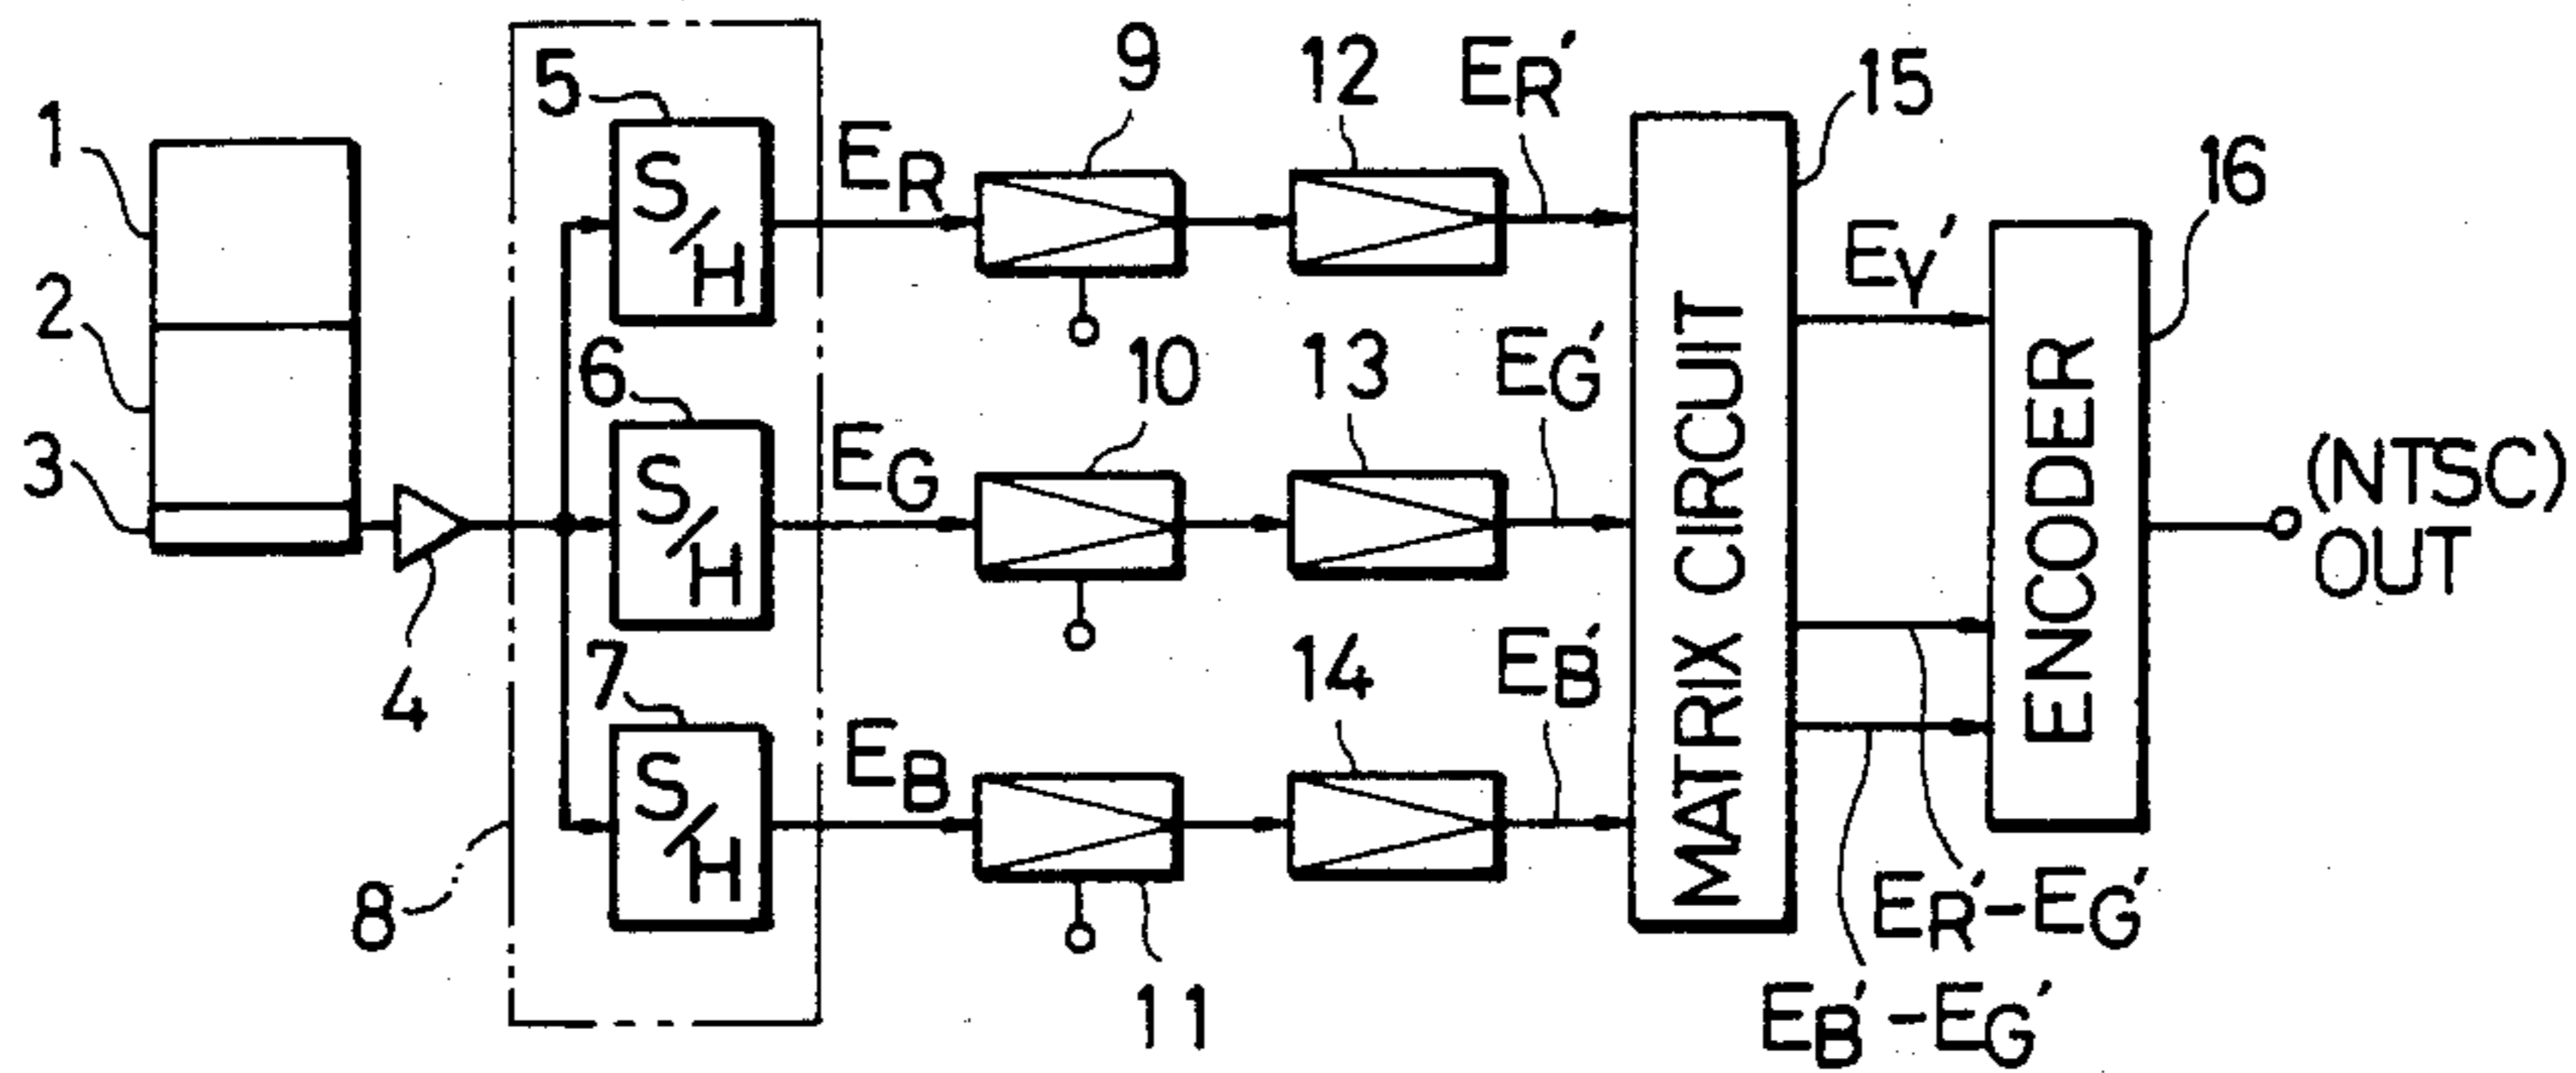 1
2
3
4
5
S/H
6
S/H
7
S/H
8
ER
EG
EB
9
10
11
12
13
14
ER'
EG'
EB'
MATRIX CIRCUIT
15
EY'
ER'-EG'
EB'-EG'
ENCODER
16
(NTSC)
OUT